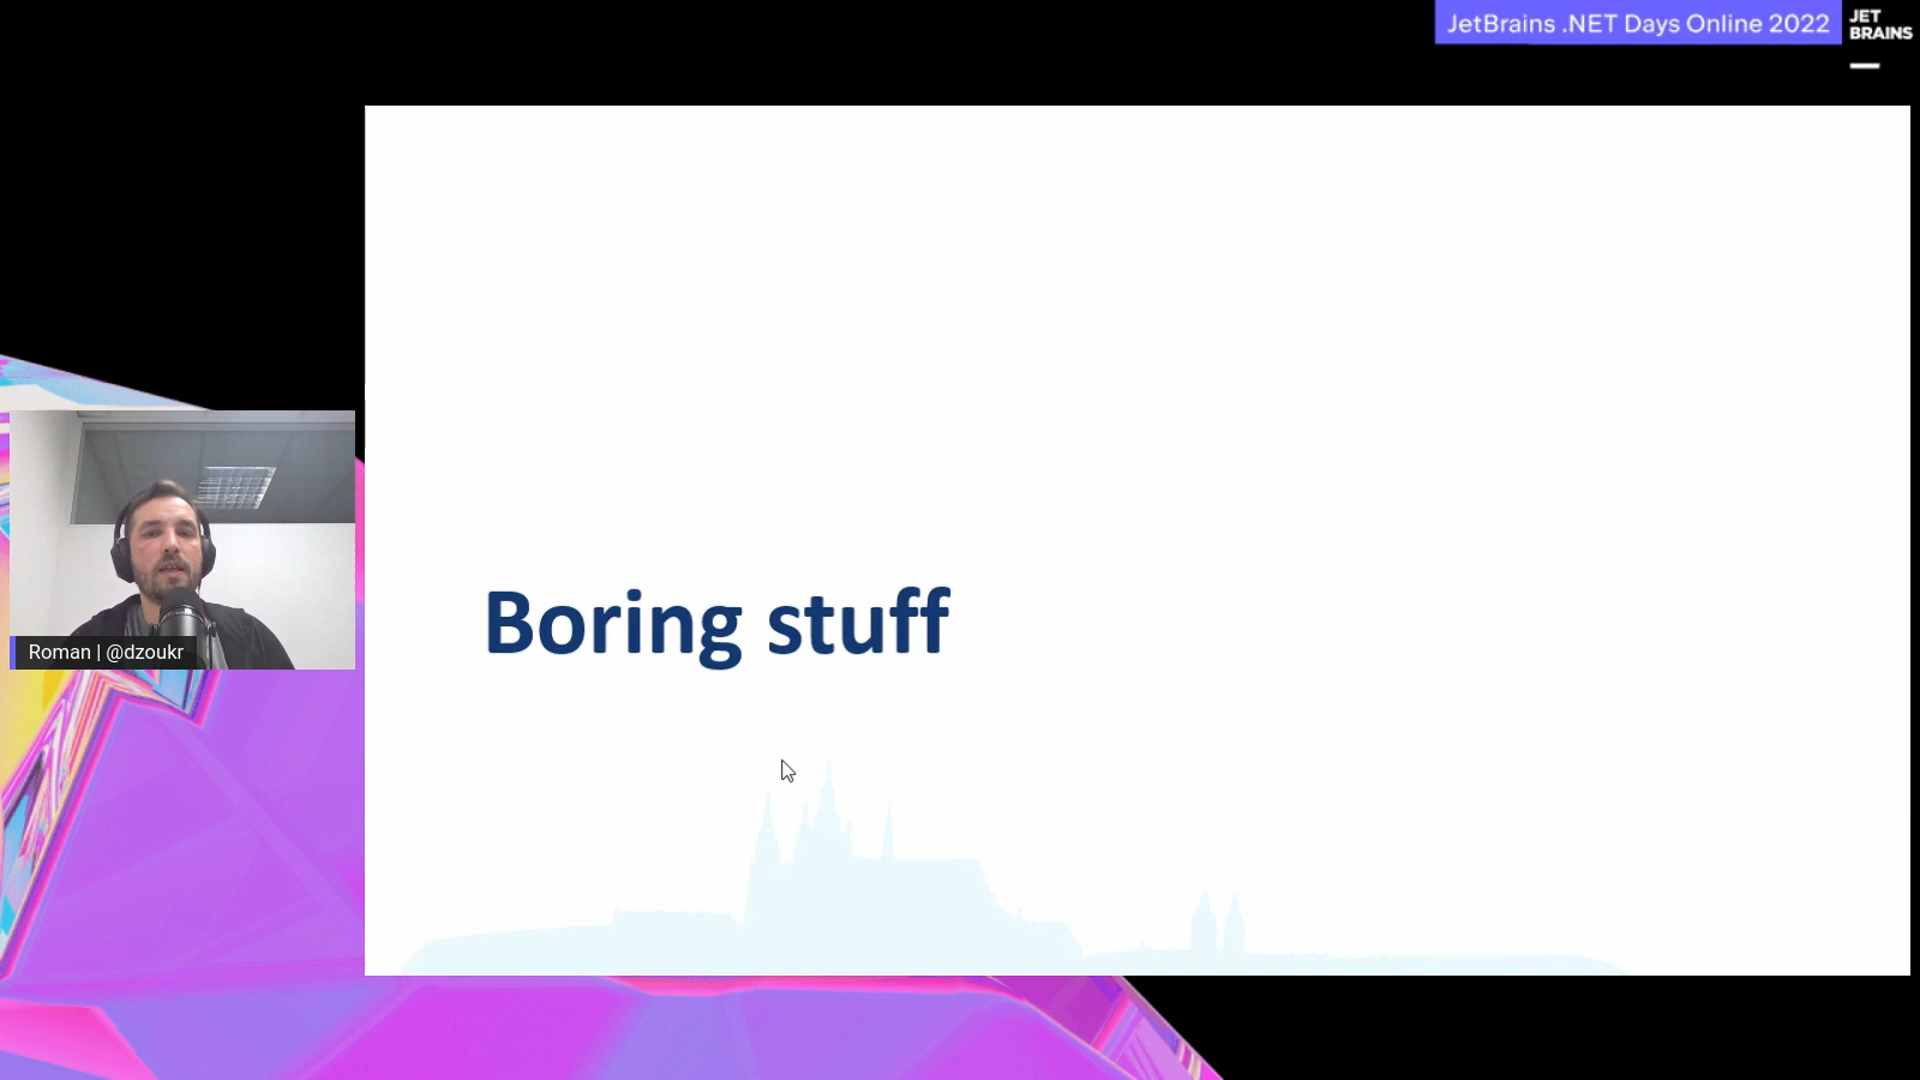 JetBrains .NET Days Online 2022
JET
BRAINS
Boring stuff
Roman | @dzoukr